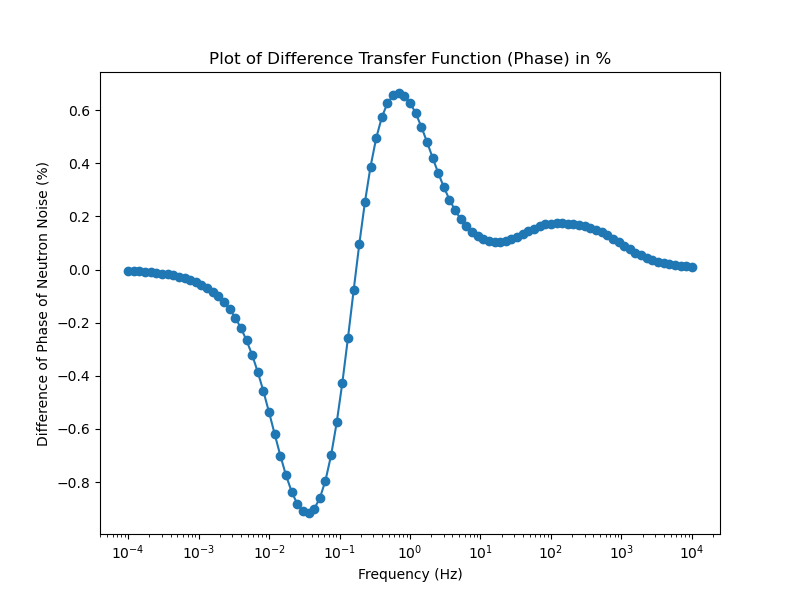 Plot of Difference Transfer Function (Phase) in %
Difference of Phase of Neutron Noise (%)
0.6
0.4
0.2
0.0
−0.2
−0.4
−0.6
−0.8
10⁻⁴ 10⁻³ 10⁻² 10⁻¹ 10⁰ 10¹ 10² 10³ 10⁴
Frequency (Hz)